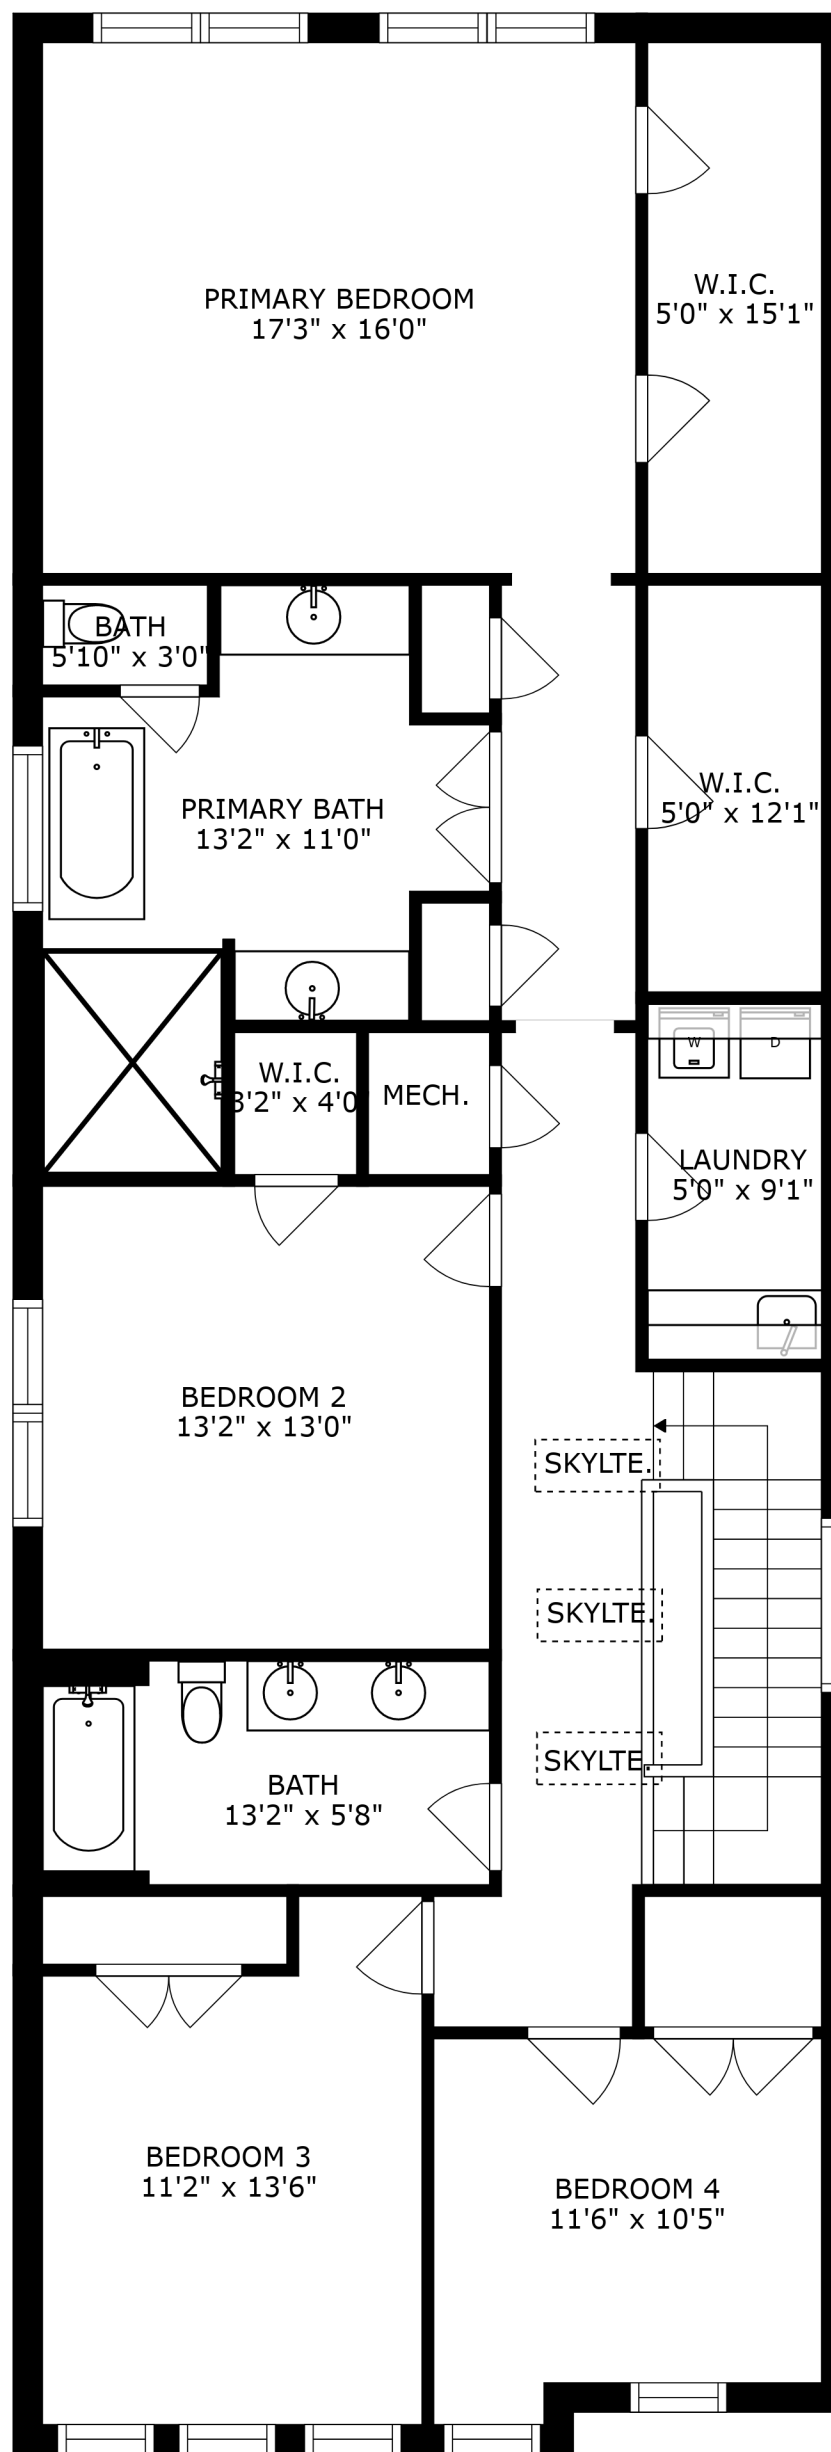 PRIMARY BEDROOM
17'3" x 16'0"
W.I.C.
5'0" x 15'1"
BATH
5'10" x 3'0"
PRIMARY BATH
13'2" x 11'0"
W.I.C.
5'0" x 12'1"
W.I.C.
3'2" x 4'0
MECH.
W
D
LAUNDRY
5'0" x 9'1"
BEDROOM 2
13'2" x 13'0"
SKYLTE.
SKYLTE.
SKYLTE.
BATH
13'2" x 5'8"
BEDROOM 3
11'2" x 13'6"
BEDROOM 4
11'6" x 10'5"